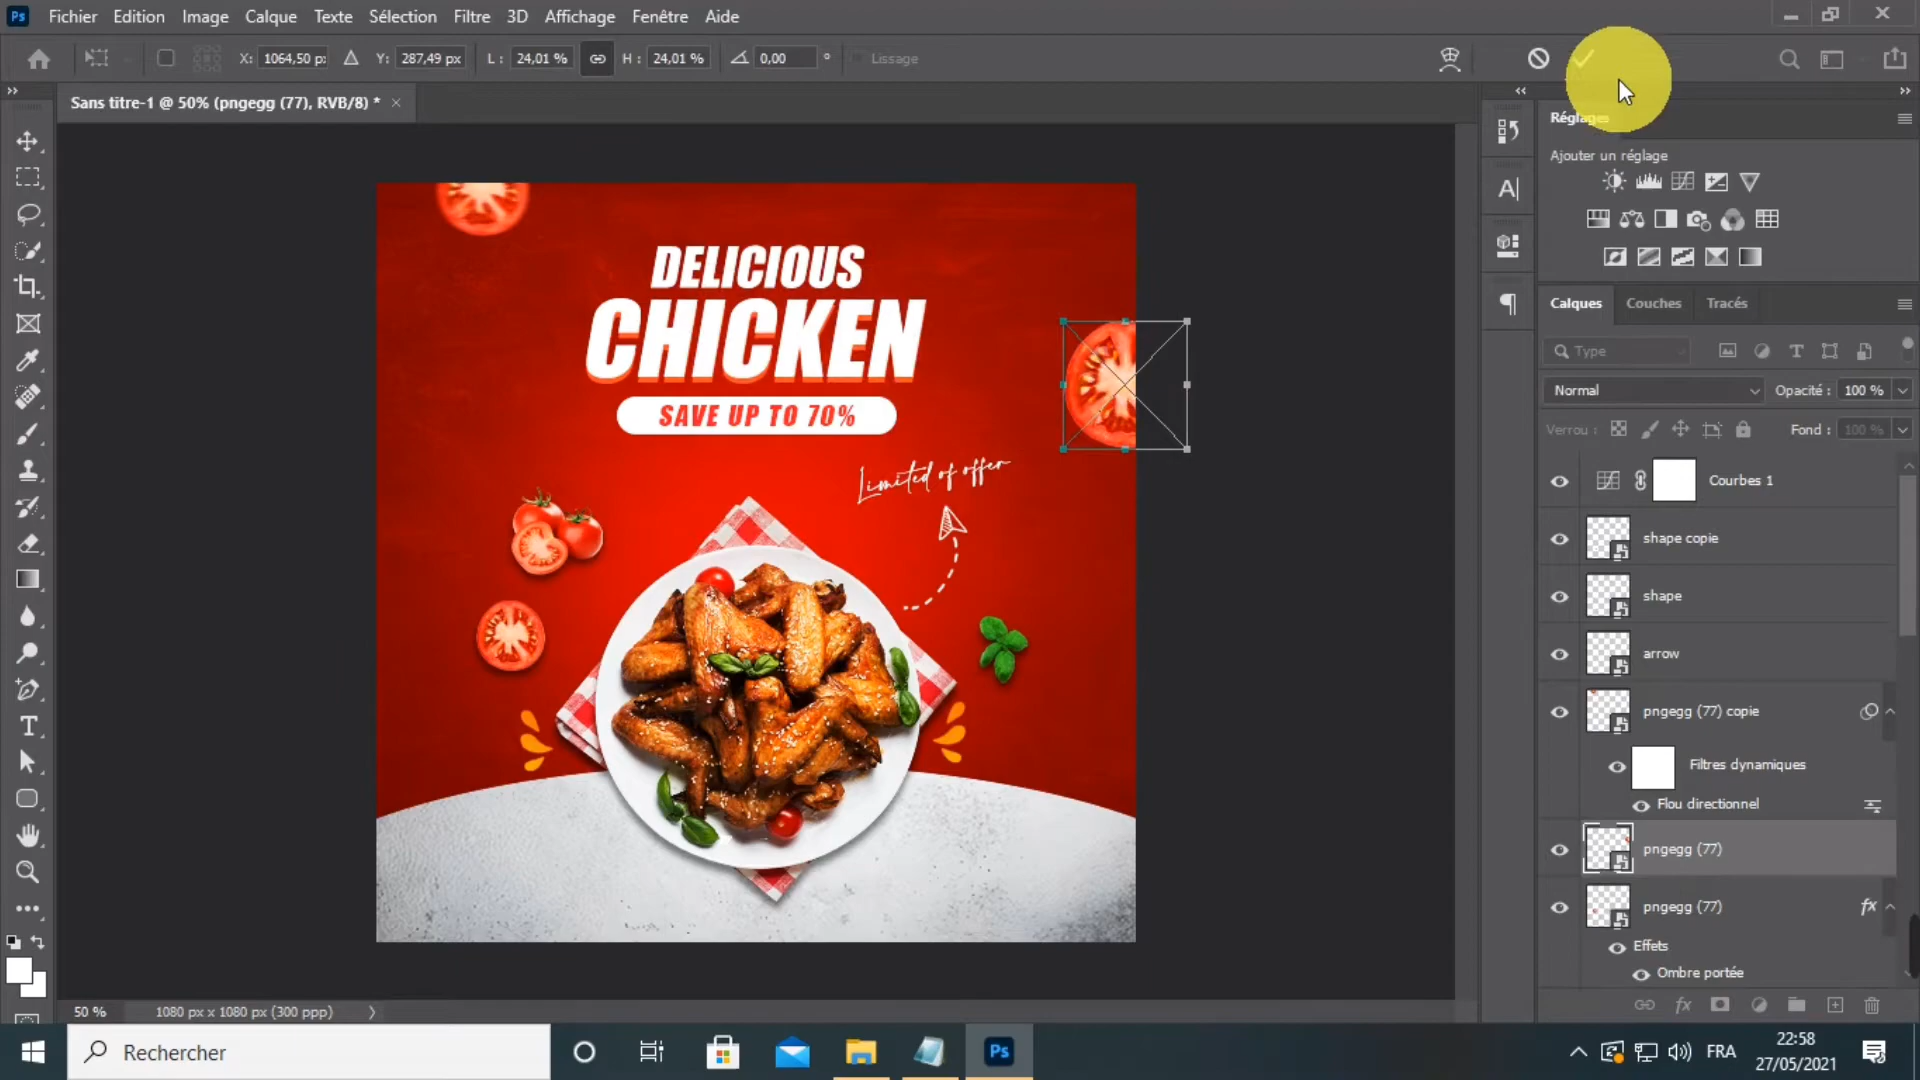 Ps Fichier Edition Image Calque Texte Sélection Filtre 3D Affichage Fenêtre Aide
X: 1064,50 p: Y: 287,49 px L : 24,01 % H : 24,01 % 0,00 ° Lissage
Sans titre-1 @ 50% (pngegg (77), RVB/8) * ×
Réglages
Ajouter un réglage
DELICIOUS
CHICKEN
SAVE UP TO 70%
Limited of offer
Calques Couches Tracés
Type
Normal Opacité : 100 %
Verrou : Fond : 100 %
Courbes 1
shape copie
shape
arrow
pngegg (77) copie
Filtres dynamiques
Flou directionnel
pngegg (77)
pngegg (77) fx
Effets
Ombre portée
fx
50 % 1080 px x 1080 px (300 ppp)
Rechercher
Ps
FRA
22:58
27/05/2021